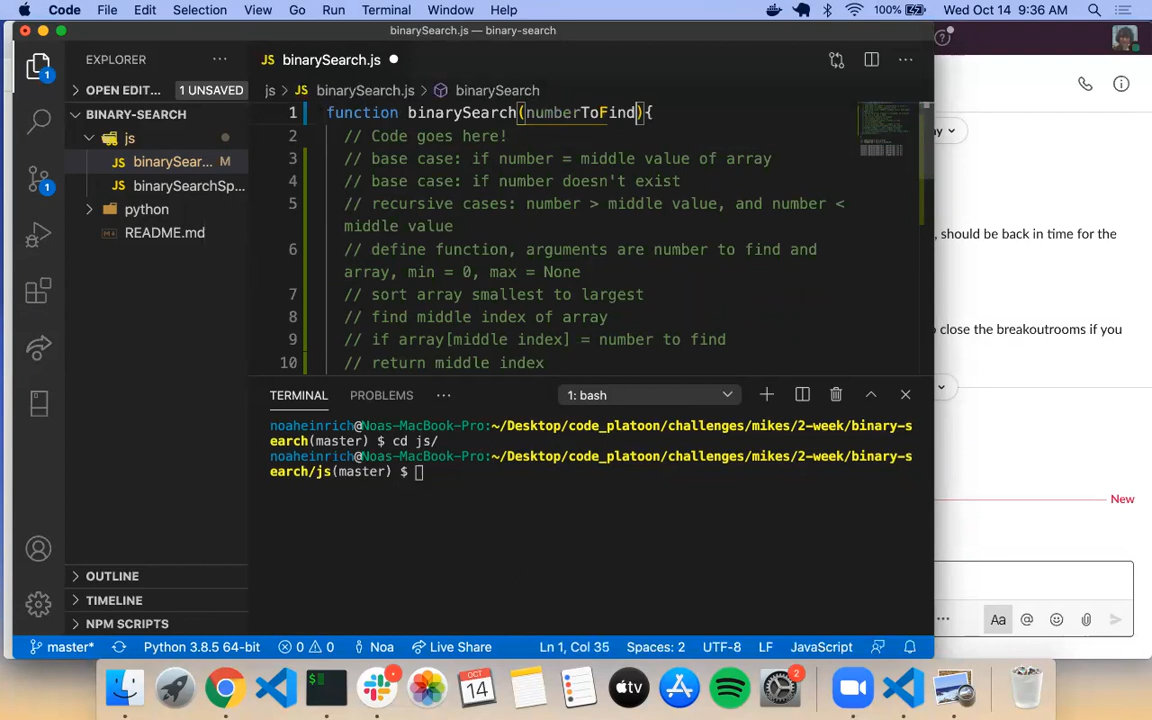 Code File Edit Selection View Go Run Terminal Window Help 100% Wed Oct 14 9:36 AM
binarySearch.js — binary-search
EXPLORER
binarySearch.js
OPEN EDIT... 1 UNSAVED
js > JS binarySearch.js > binarySearch
BINARY-SEARCH
js
JS binarySear... M
JS binarySearchSp...
python
README.md
1 function binarySearch(numberToFind){
2 // Code goes here!
3 // base case: if number = middle value of array
4 // base case: if number doesn't exist
5 // recursive cases: number > middle value, and number <
middle value
6 // define function, arguments are number to find and
array, min = 0, max = None
7 // sort array smallest to largest
8 // find middle index of array
9 // if array[middle index] = number to find
10 // return middle index
TERMINAL PROBLEMS 1: bash
noaheinrich@Noas-MacBook-Pro:~/Desktop/code_platoon/challenges/mikes/2-week/binary-s
earch(master) $ cd js/
noaheinrich@Noas-MacBook-Pro:~/Desktop/code_platoon/challenges/mikes/2-week/binary-s
earch/js(master) $
OUTLINE
TIMELINE
NPM SCRIPTS
master* Python 3.8.5 64-bit 0 0 Noa Live Share Ln 1, Col 35 Spaces: 2 UTF-8 LF JavaScript
, should be back in time for the
close the breakoutrooms if you
New
Aa
1
1
OCT
14
tv
2